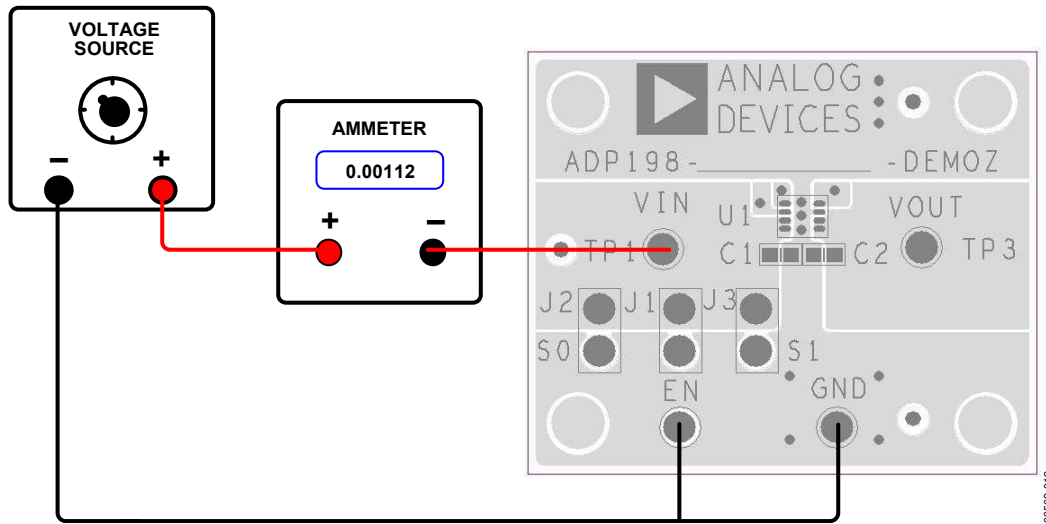 VOLTAGE
SOURCE
–
+
AMMETER
0.00112
+
–
ANALOG
DEVICES
ADP198-
-DEMOZ
VIN
U1
VOUT
TP1
C1
C2
TP3
J2
J1
J3
S0
S1
EN
GND